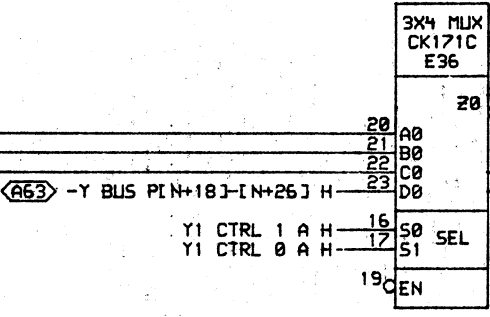 3X4 MUX
CK171C
E36
Z0
20 A0
21 B0
22 C0
A63 -Y BUS P[N+18]-[N+26] H 23 D0
Y1 CTRL 1 A H 16 S0
Y1 CTRL 0 A H 17 S1
SEL
19 EN